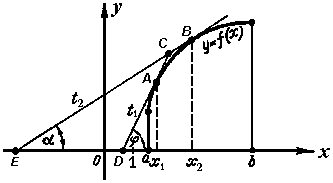 y
C
B
y=f(x)
A
t₂
t₁
α
φ
E
0
D
1
a
x₁
x₂
b
x